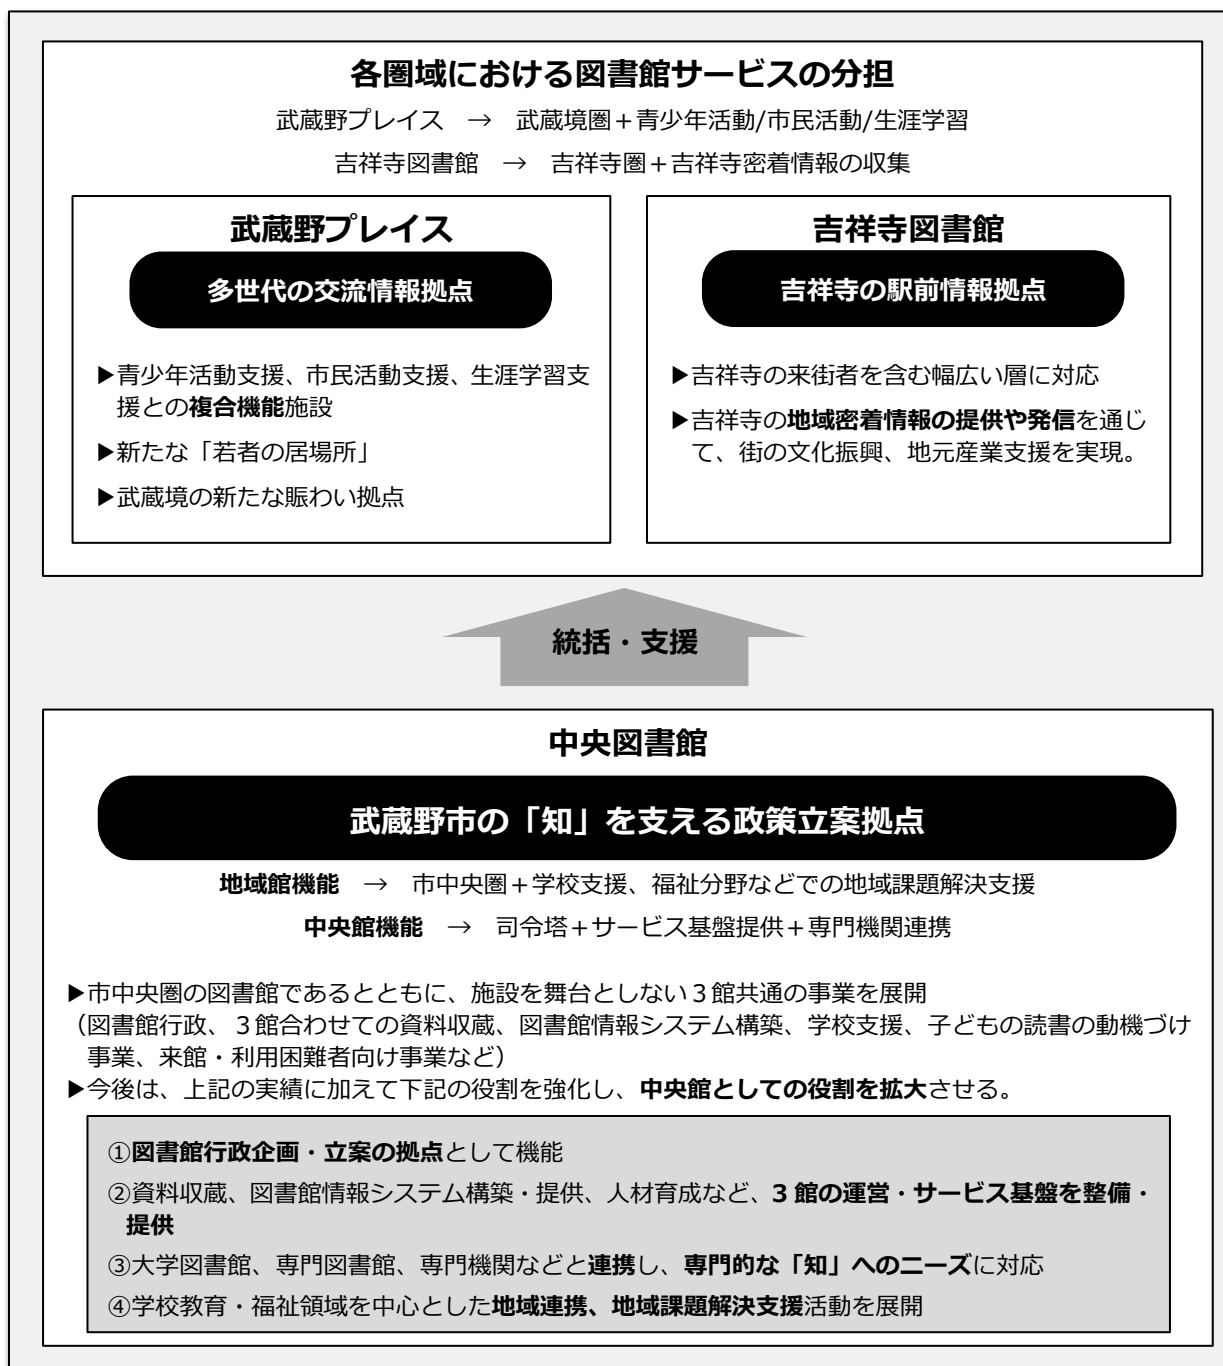 各圏域における図書館サービスの分担
武蔵野プレイス　→　武蔵境圏＋青少年活動/市民活動/生涯学習
吉祥寺図書館　→　吉祥寺圏＋吉祥寺密着情報の収集
武蔵野プレイス
多世代の交流情報拠点
▶青少年活動支援、市民活動支援、生涯学習支
援との複合機能施設
▶新たな「若者の居場所」
▶武蔵境の新たな賑わい拠点
吉祥寺図書館
吉祥寺の駅前情報拠点
▶吉祥寺の来街者を含む幅広い層に対応
▶吉祥寺の地域密着情報の提供や発信を通じ
て、街の文化振興、地元産業支援を実現。
統括・支援
中央図書館
武蔵野市の「知」を支える政策立案拠点
地域館機能　→　市中央圏＋学校支援、福祉分野などでの地域課題解決支援
中央館機能　→　司令塔＋サービス基盤提供＋専門機関連携
▶市中央圏の図書館であるとともに、施設を舞台としない３館共通の事業を展開
（図書館行政、３館合わせての資料収蔵、図書館情報システム構築、学校支援、子どもの読書の動機づけ
事業、来館・利用困難者向け事業など）
▶今後は、上記の実績に加えて下記の役割を強化し、中央館としての役割を拡大させる。
①図書館行政企画・立案の拠点として機能
②資料収蔵、図書館情報システム構築・提供、人材育成など、3 館の運営・サービス基盤を整備・
提供
③大学図書館、専門図書館、専門機関などと連携し、専門的な「知」へのニーズに対応
④学校教育・福祉領域を中心とした地域連携、地域課題解決支援活動を展開